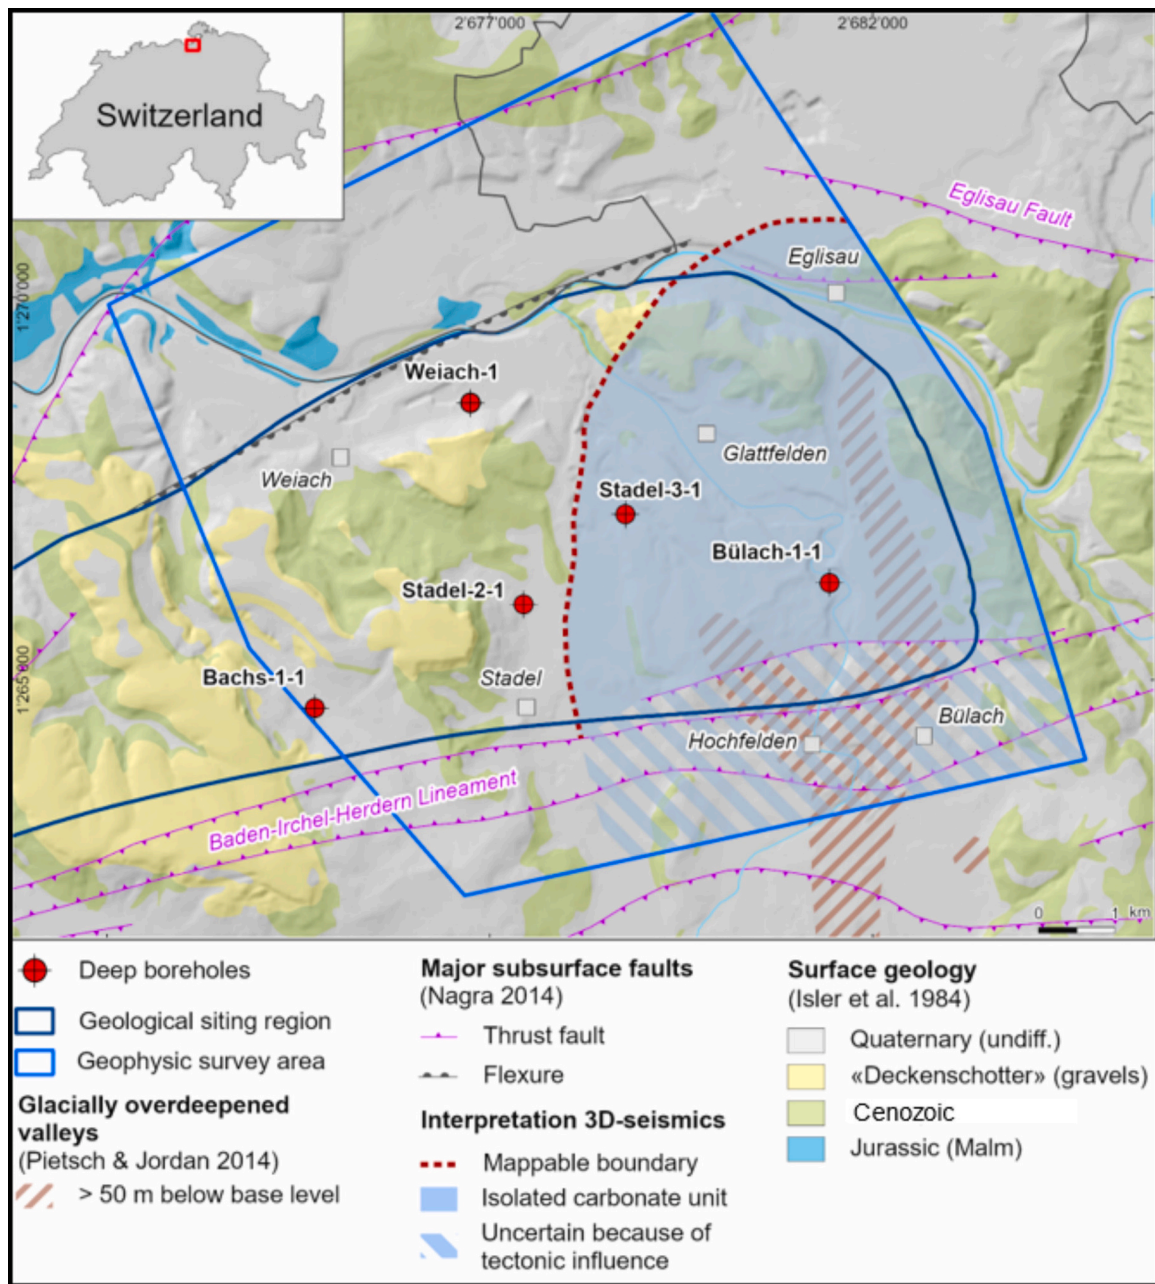 2'677'000
2'682'000
Switzerland
Eglisau Fault
Eglisau
1'270'000
Weiach-1
Glattfelden
Weiach
Stadel-3-1
Bülach-1-1
Stadel-2-1
1'265'000
Bachs-1-1
Stadel
Bülach
Hochfelden
Baden-Irchel-Herdern Lineament
0 1 km
Deep boreholes
Geological siting region
Geophysic survey area
Glacially overdeepened
valleys
(Pietsch & Jordan 2014)
> 50 m below base level
Major subsurface faults
(Nagra 2014)
Thrust fault
Flexure
Interpretation 3D-seismics
Mappable boundary
Isolated carbonate unit
Uncertain because of
tectonic influence
Surface geology
(Isler et al. 1984)
Quaternary (undiff.)
«Deckenschotter» (gravels)
Cenozoic
Jurassic (Malm)